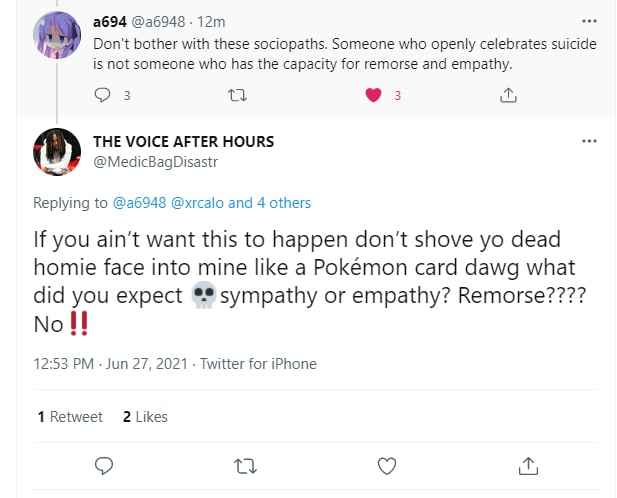 a694 @a6948 · 12m
Don't bother with these sociopaths. Someone who openly celebrates suicide
is not someone who has the capacity for remorse and empathy.
3 3
THE VOICE AFTER HOURS
@MedicBagDisastr
Replying to @a6948 @xrcalo and 4 others
If you ain't want this to happen don't shove yo dead
homie face into mine like a Pokémon card dawg what
did you expect 💀sympathy or empathy? Remorse????
No‼️
12:53 PM · Jun 27, 2021 · Twitter for iPhone
1 Retweet 2 Likes